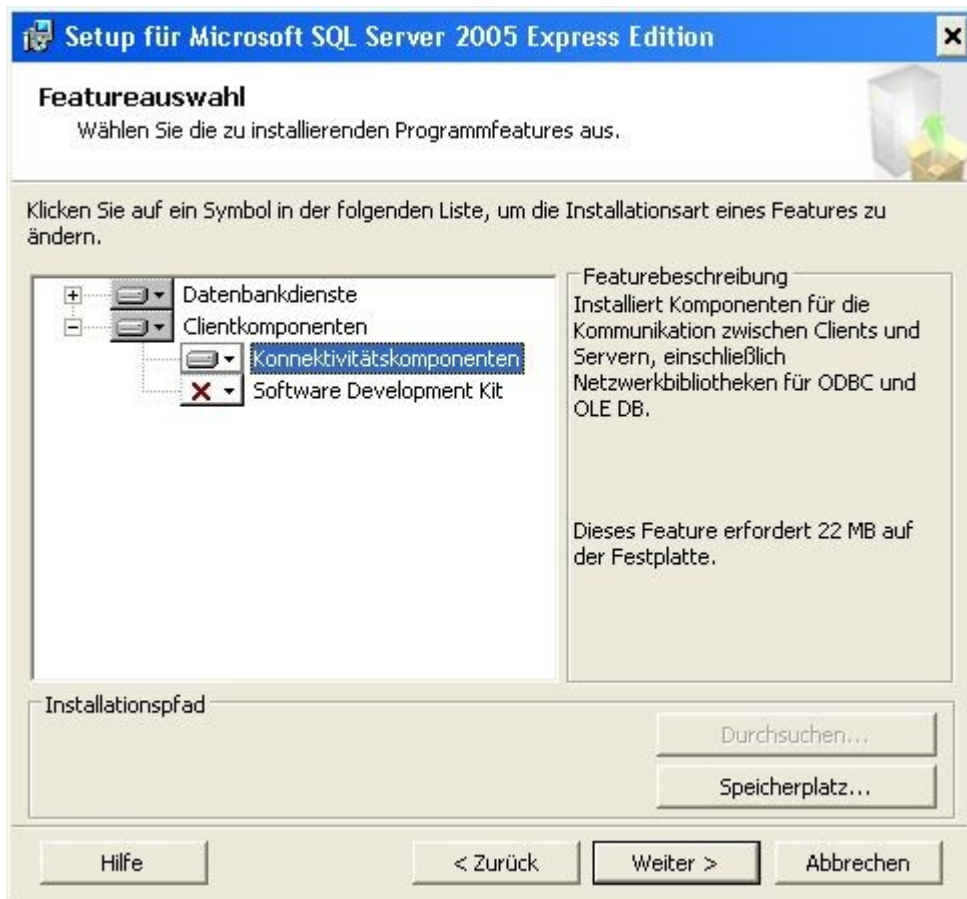 Setup für Microsoft SQL Server 2005 Express Edition
Featureauswahl
Wählen Sie die zu installierenden Programmfeatures aus.
Klicken Sie auf ein Symbol in der folgenden Liste, um die Installationsart eines Features zu
ändern.
Datenbankdienste
Clientkomponenten
Konnektivitätskomponenten
Software Development Kit
Featurebeschreibung
Installiert Komponenten für die
Kommunikation zwischen Clients und
Servern, einschließlich
Netzwerkbibliotheken für ODBC und
OLE DB.
Dieses Feature erfordert 22 MB auf
der Festplatte.
Installationspfad
Durchsuchen...
Speicherplatz...
Hilfe
< Zurück
Weiter >
Abbrechen